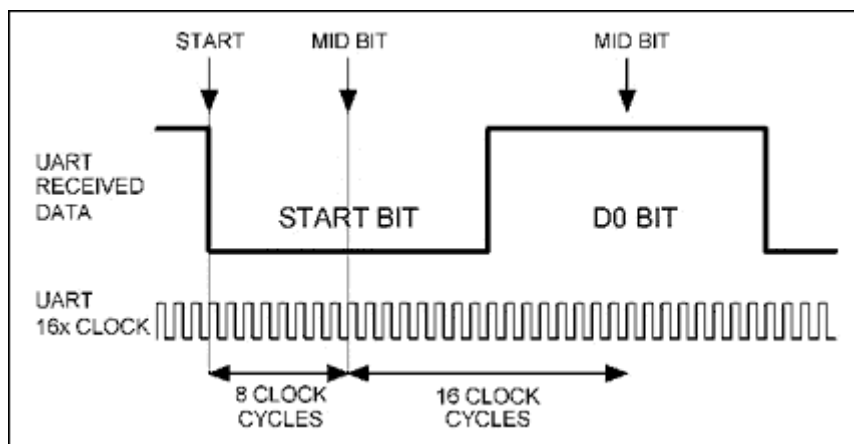 START
MID BIT
MID BIT
UART
RECEIVED
DATA
START BIT
D0 BIT
UART
16x CLOCK
8 CLOCK
CYCLES
16 CLOCK
CYCLES